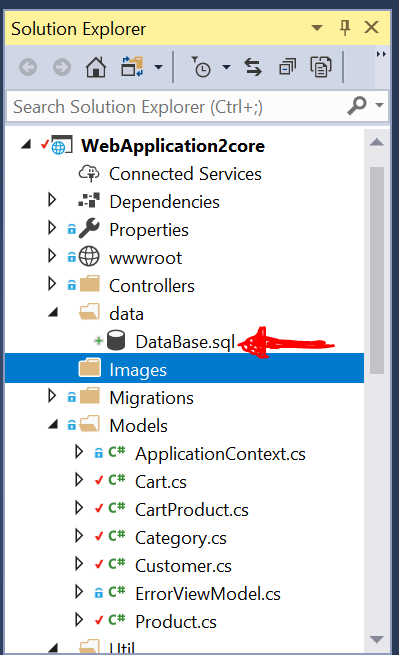 Solution Explorer
Search Solution Explorer (Ctrl+;)
WebApplication2core
Connected Services
Dependencies
Properties
wwwroot
Controllers
data
DataBase.sql
Images
Migrations
Models
C# ApplicationContext.cs
C# Cart.cs
C# CartProduct.cs
C# Category.cs
C# Customer.cs
C# ErrorViewModel.cs
C# Product.cs
Util